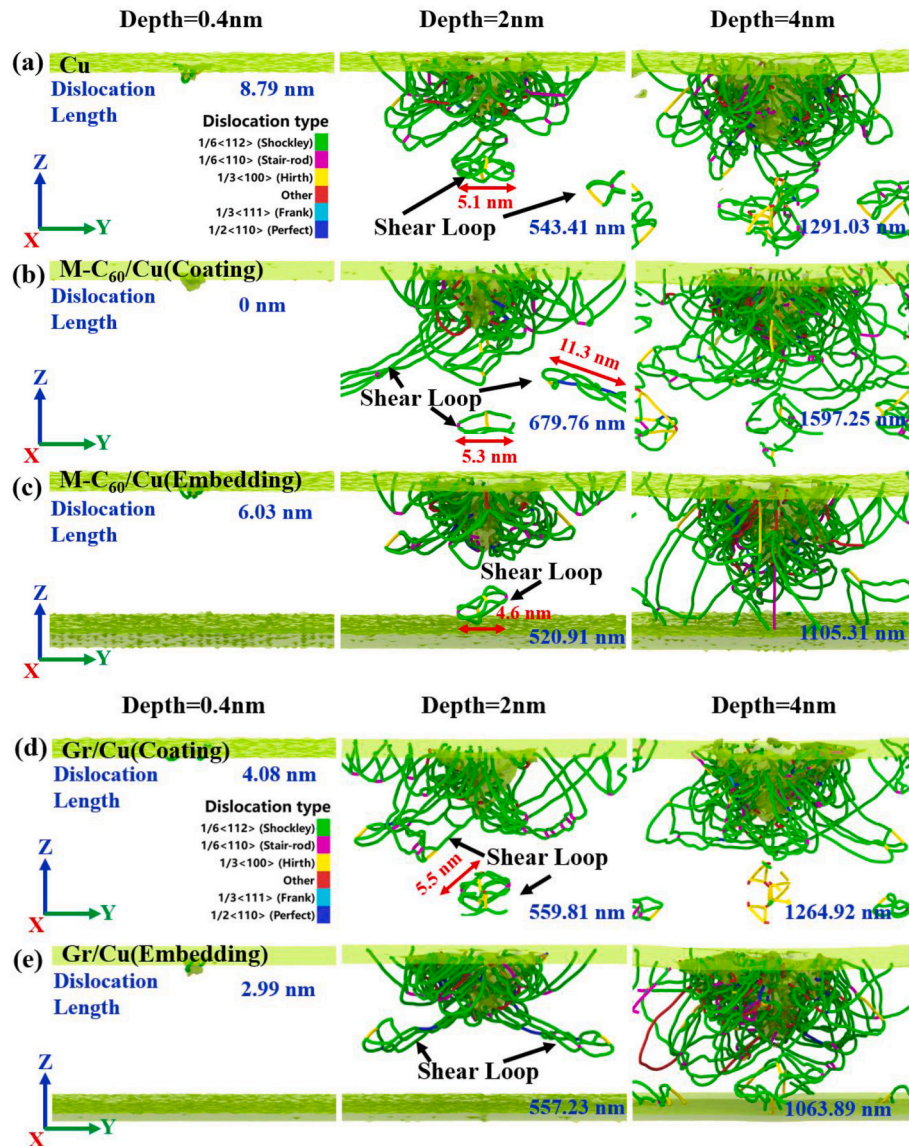 Depth=0.4nm Depth=2nm Depth=4nm
(a) Cu
Dislocation 8.79 nm
Length
Dislocation type
1/6<112> (Shockley)
1/6<110> (Stair-rod)
1/3<100> (Hirth)
Other
1/3<111> (Frank)
1/2<110> (Perfect)
Z
X Y
5.1 nm
Shear Loop
543.41 nm
1291.03 nm
(b) M-C₆₀/Cu(Coating)
Dislocation 0 nm
Length
Z
X Y
11.3 nm
Shear Loop
679.76 nm
5.3 nm
1597.25 nm
(c) M-C₆₀/Cu(Embedding)
Dislocation 6.03 nm
Length
Z
X Y
Shear Loop
4.6 nm
520.91 nm
1105.31 nm
Depth=0.4nm Depth=2nm Depth=4nm
(d) Gr/Cu(Coating)
Dislocation 4.08 nm
Length
Dislocation type
1/6<112> (Shockley)
1/6<110> (Stair-rod)
1/3<100> (Hirth)
Other
1/3<111> (Frank)
1/2<110> (Perfect)
Z
X Y
Shear Loop
5.5 nm
559.81 nm
1264.92 nm
(e) Gr/Cu(Embedding)
Dislocation 2.99 nm
Length
Z
X Y
Shear Loop
557.23 nm
1063.89 nm